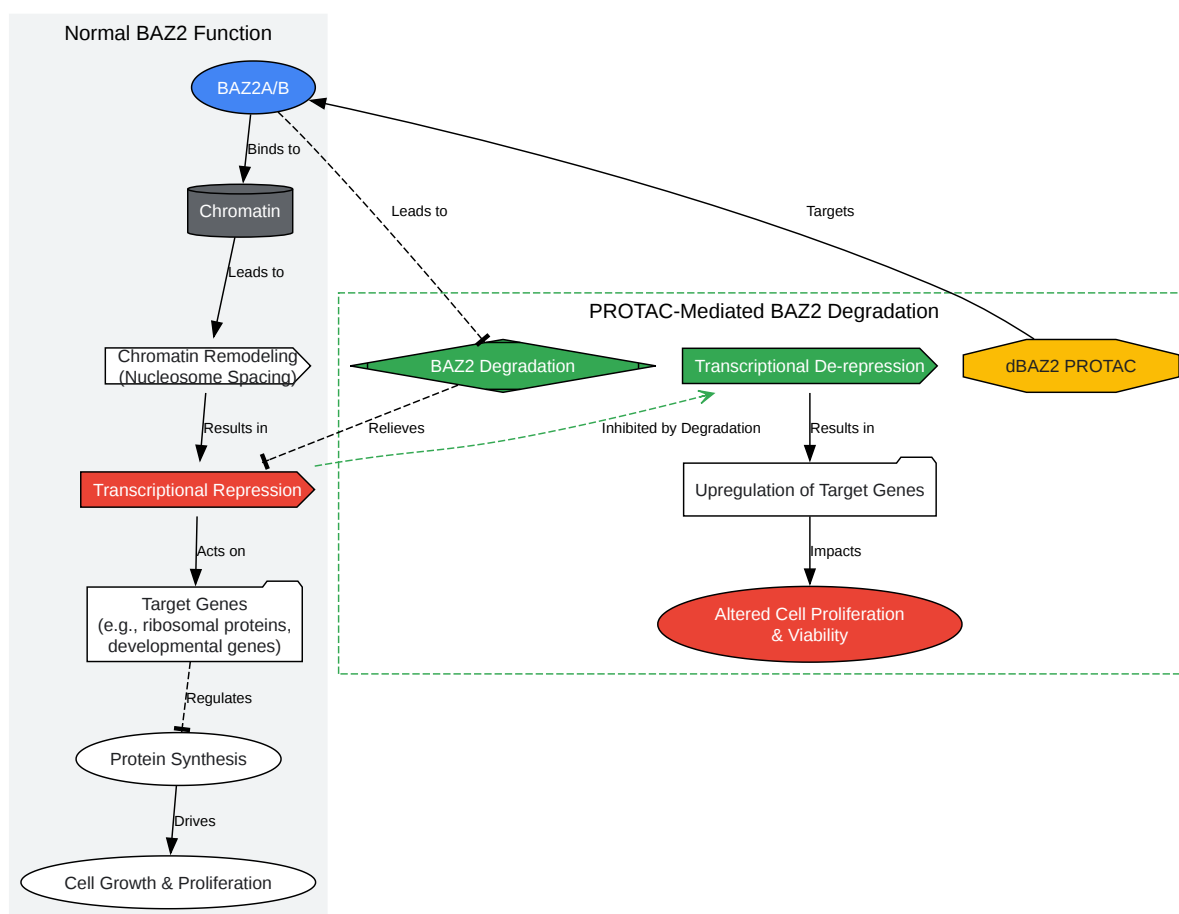 Normal BAZ2 Function
BAZ2A/B
Binds to
Chromatin
Leads to
Chromatin Remodeling
(Nucleosome Spacing)
Results in
Transcriptional Repression
Acts on
Target Genes
(e.g., ribosomal proteins,
developmental genes)
Regulates
Protein Synthesis
Drives
Cell Growth & Proliferation
Leads to
Targets
PROTAC-Mediated BAZ2 Degradation
BAZ2 Degradation
Transcriptional De-repression
dBAZ2 PROTAC
Relieves
Inhibited by Degradation
Results in
Upregulation of Target Genes
Impacts
Altered Cell Proliferation
& Viability